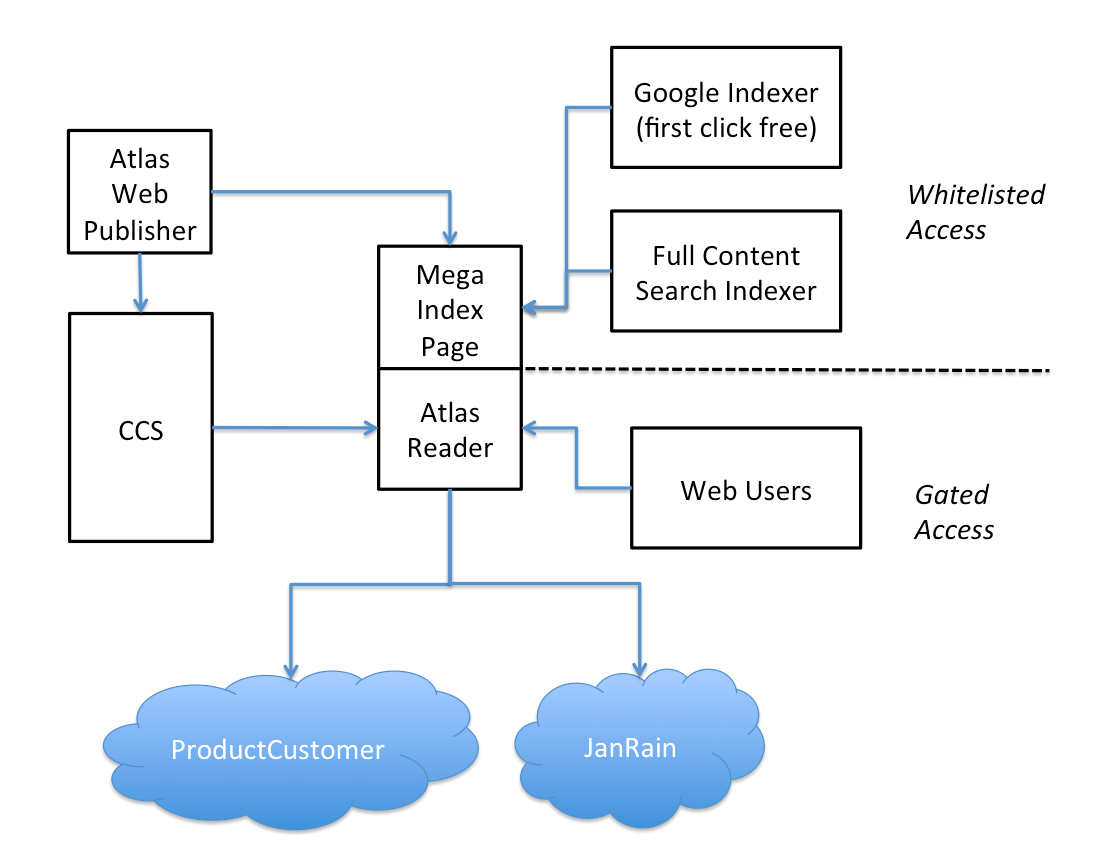 Google Indexer
(first click free)
Atlas
Web
Publisher
Whitelisted
Access
Full Content
Search Indexer
Mega
Index
Page
CCS
Atlas
Reader
Web Users
Gated
Access
ProductCustomer
JanRain